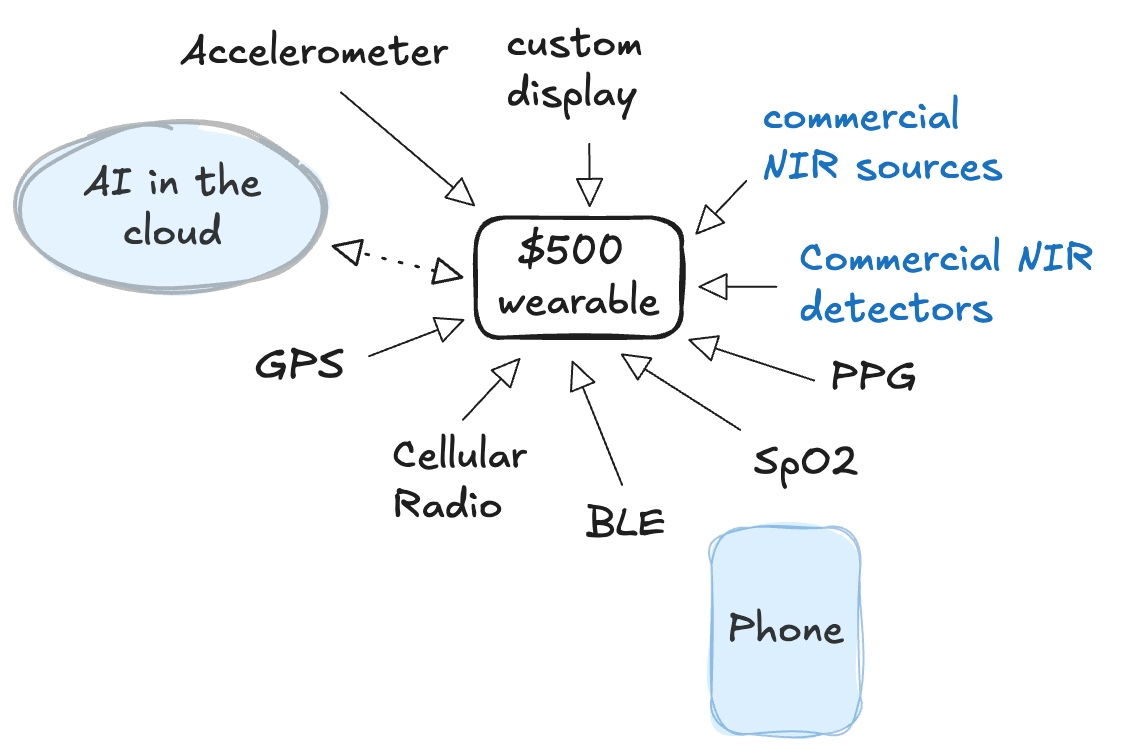 Accelerometer
custom
display
commercial
NIR sources
AI in the
cloud
$500
wearable
Commercial NIR
detectors
GPS
PPG
Cellular
Radio
SpO2
BLE
Phone